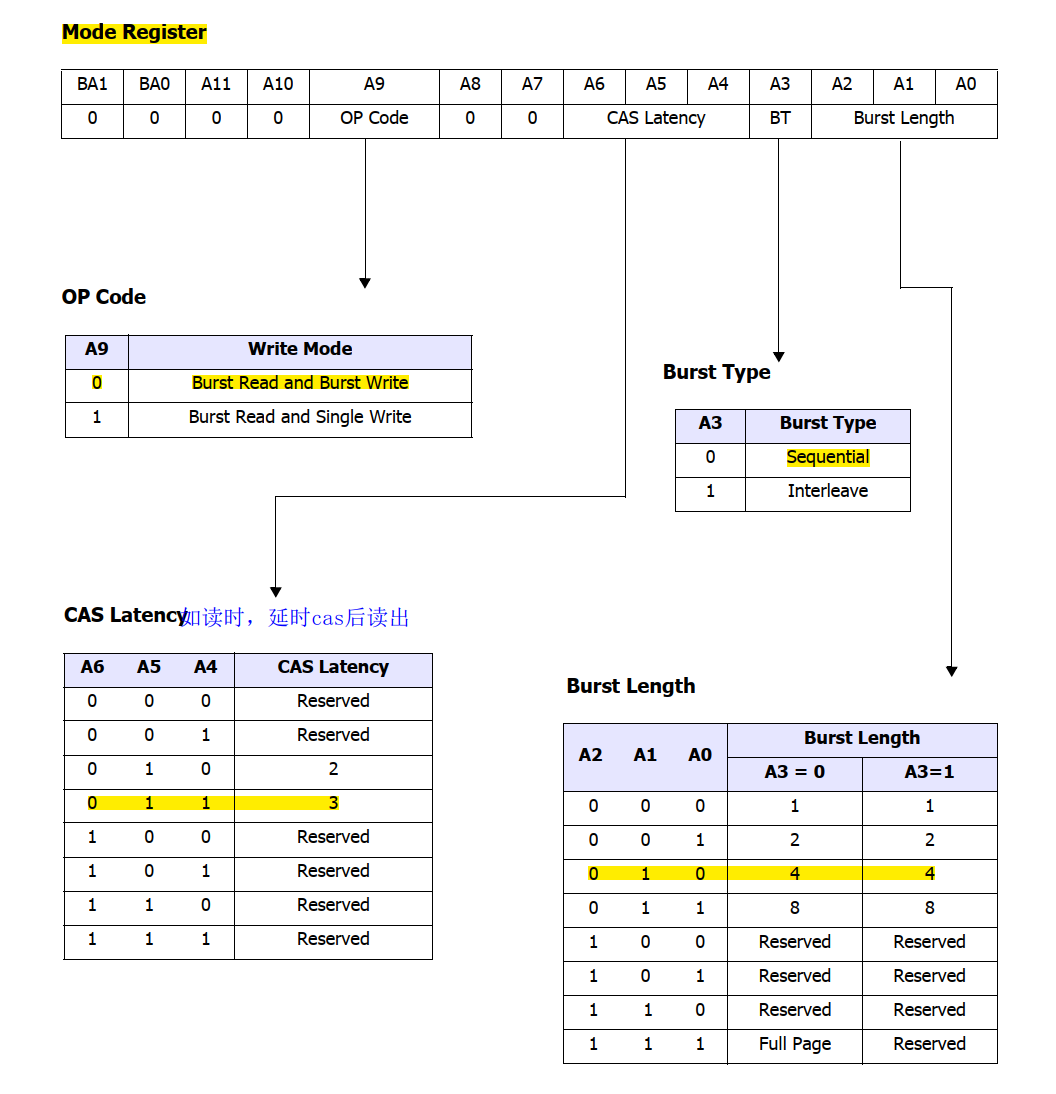 Mode Register
BA1 BA0 A11 A10 A9 A8 A7 A6 A5 A4 A3 A2 A1 A0
0 0 0 0 OP Code 0 0 CAS Latency BT Burst Length
OP Code
A9 Write Mode
0 Burst Read and Burst Write
1 Burst Read and Single Write
Burst Type
A3 Burst Type
0 Sequential
1 Interleave
CAS Latency如读时，延时cas后读出
A6 A5 A4 CAS Latency
0 0 0 Reserved
0 0 1 Reserved
0 1 0 2
0 1 1 3
1 0 0 Reserved
1 0 1 Reserved
1 1 0 Reserved
1 1 1 Reserved
Burst Length
A2 A1 A0 Burst Length
A3 = 0 A3=1
0 0 0 1 1
0 0 1 2 2
0 1 0 4 4
0 1 1 8 8
1 0 0 Reserved Reserved
1 0 1 Reserved Reserved
1 1 0 Reserved Reserved
1 1 1 Full Page Reserved